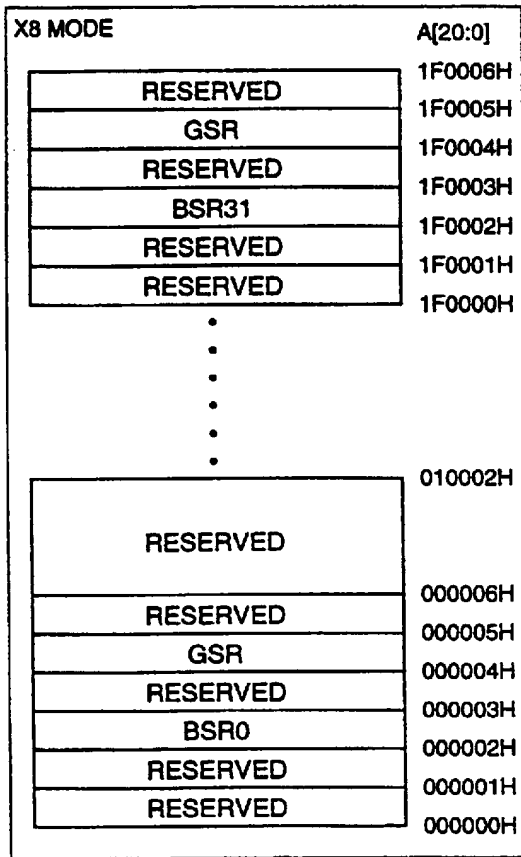 X8 MODE A[20:0]
1F0006H
RESERVED
1F0005H
GSR
1F0004H
RESERVED
1F0003H
BSR31
1F0002H
RESERVED
1F0001H
RESERVED
1F0000H
010002H
RESERVED
000006H
RESERVED
000005H
GSR
000004H
RESERVED
000003H
BSR0
000002H
RESERVED
000001H
RESERVED
000000H